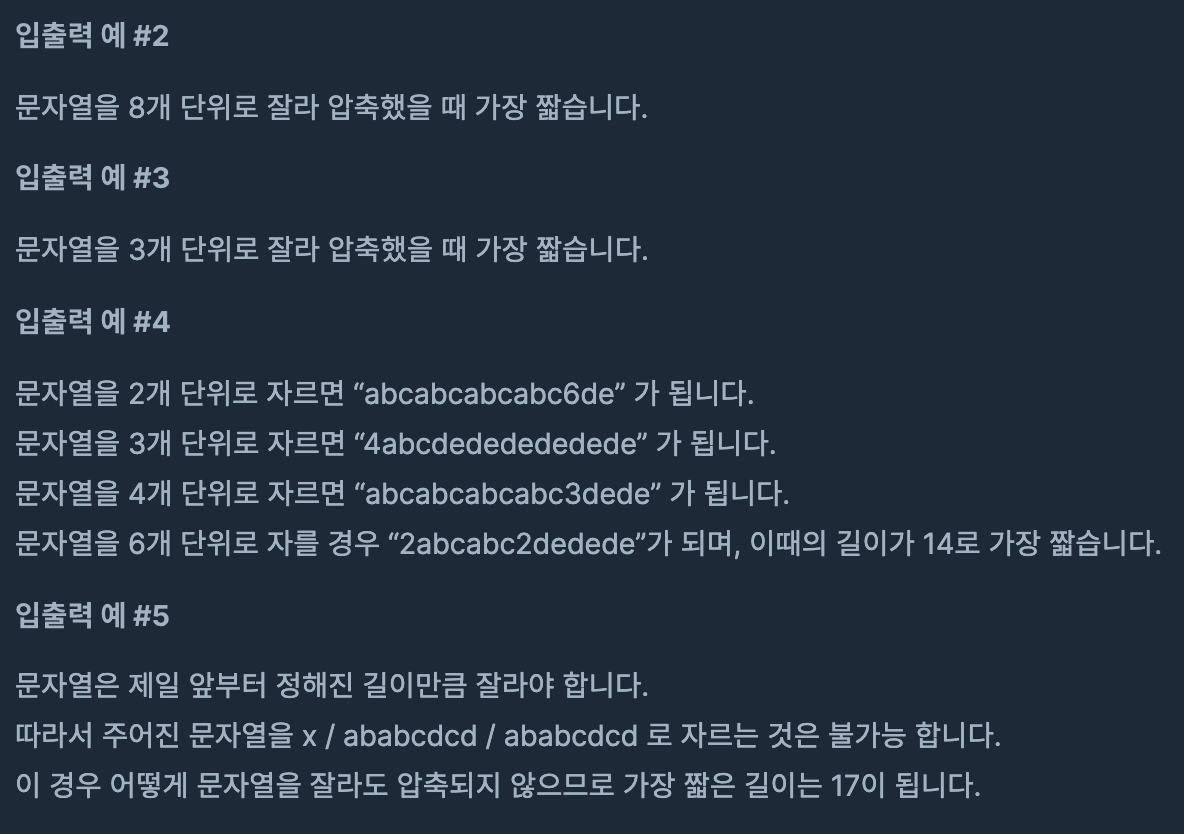 입출력 예 #2
문자열을 8개 단위로 잘라 압축했을 때 가장 짧습니다.
입출력 예 #3
문자열을 3개 단위로 잘라 압축했을 때 가장 짧습니다.
입출력 예 #4
문자열을 2개 단위로 자르면 “abcabcabcabc6de” 가 됩니다.
문자열을 3개 단위로 자르면 “4abcdededededede” 가 됩니다.
문자열을 4개 단위로 자르면 “abcabcabcabc3dede” 가 됩니다.
문자열을 6개 단위로 자를 경우 “2abcabc2dedede”가 되며, 이때의 길이가 14로 가장 짧습니다.
입출력 예 #5
문자열은 제일 앞부터 정해진 길이만큼 잘라야 합니다.
따라서 주어진 문자열을 x / ababcdcd / ababcdcd 로 자르는 것은 불가능 합니다.
이 경우 어떻게 문자열을 잘라도 압축되지 않으므로 가장 짧은 길이는 17이 됩니다.